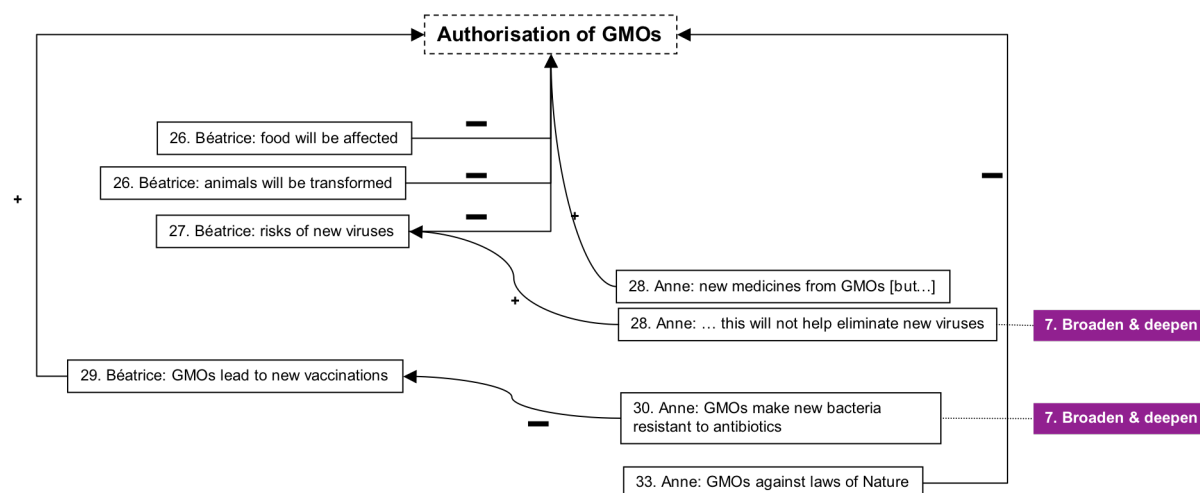 Authorisation of GMOs
26. Béatrice: food will be affected
26. Béatrice: animals will be transformed
+
27. Béatrice: risks of new viruses
+
28. Anne: new medicines from GMOs [but…]
+
28. Anne: … this will not help eliminate new viruses
7. Broaden & deepen
29. Béatrice: GMOs lead to new vaccinations
30. Anne: GMOs make new bacteria
resistant to antibiotics
7. Broaden & deepen
33. Anne: GMOs against laws of Nature